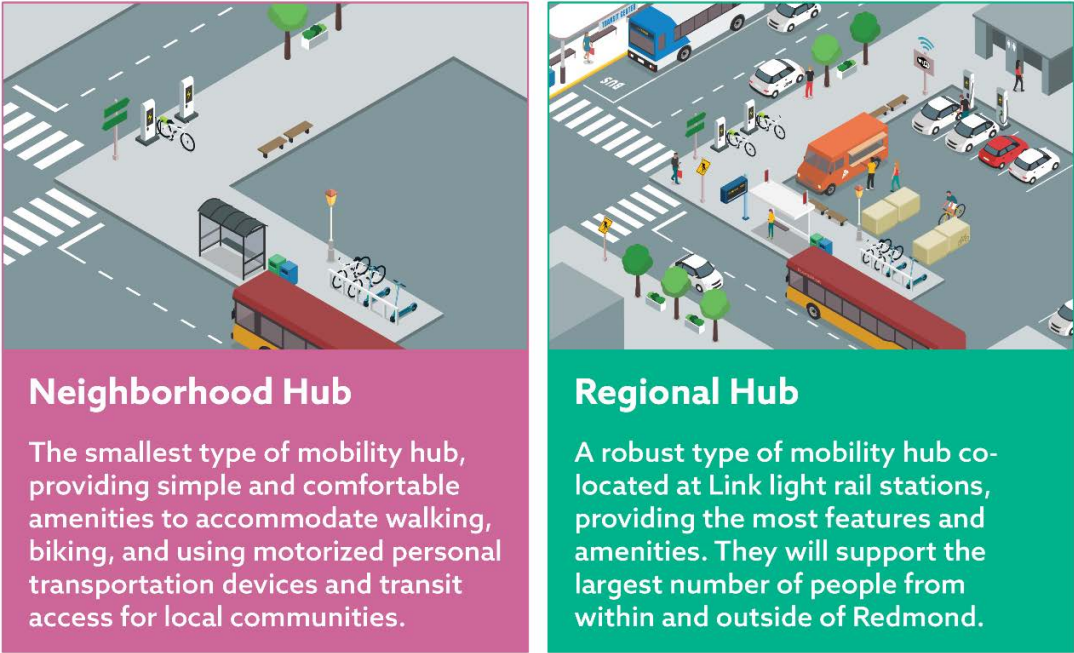 TRANSIT CENTER
BUS
Neighborhood Hub
The smallest type of mobility hub,
providing simple and comfortable
amenities to accommodate walking,
biking, and using motorized personal
transportation devices and transit
access for local communities.
Regional Hub
A robust type of mobility hub co-
located at Link light rail stations,
providing the most features and
amenities. They will support the
largest number of people from
within and outside of Redmond.